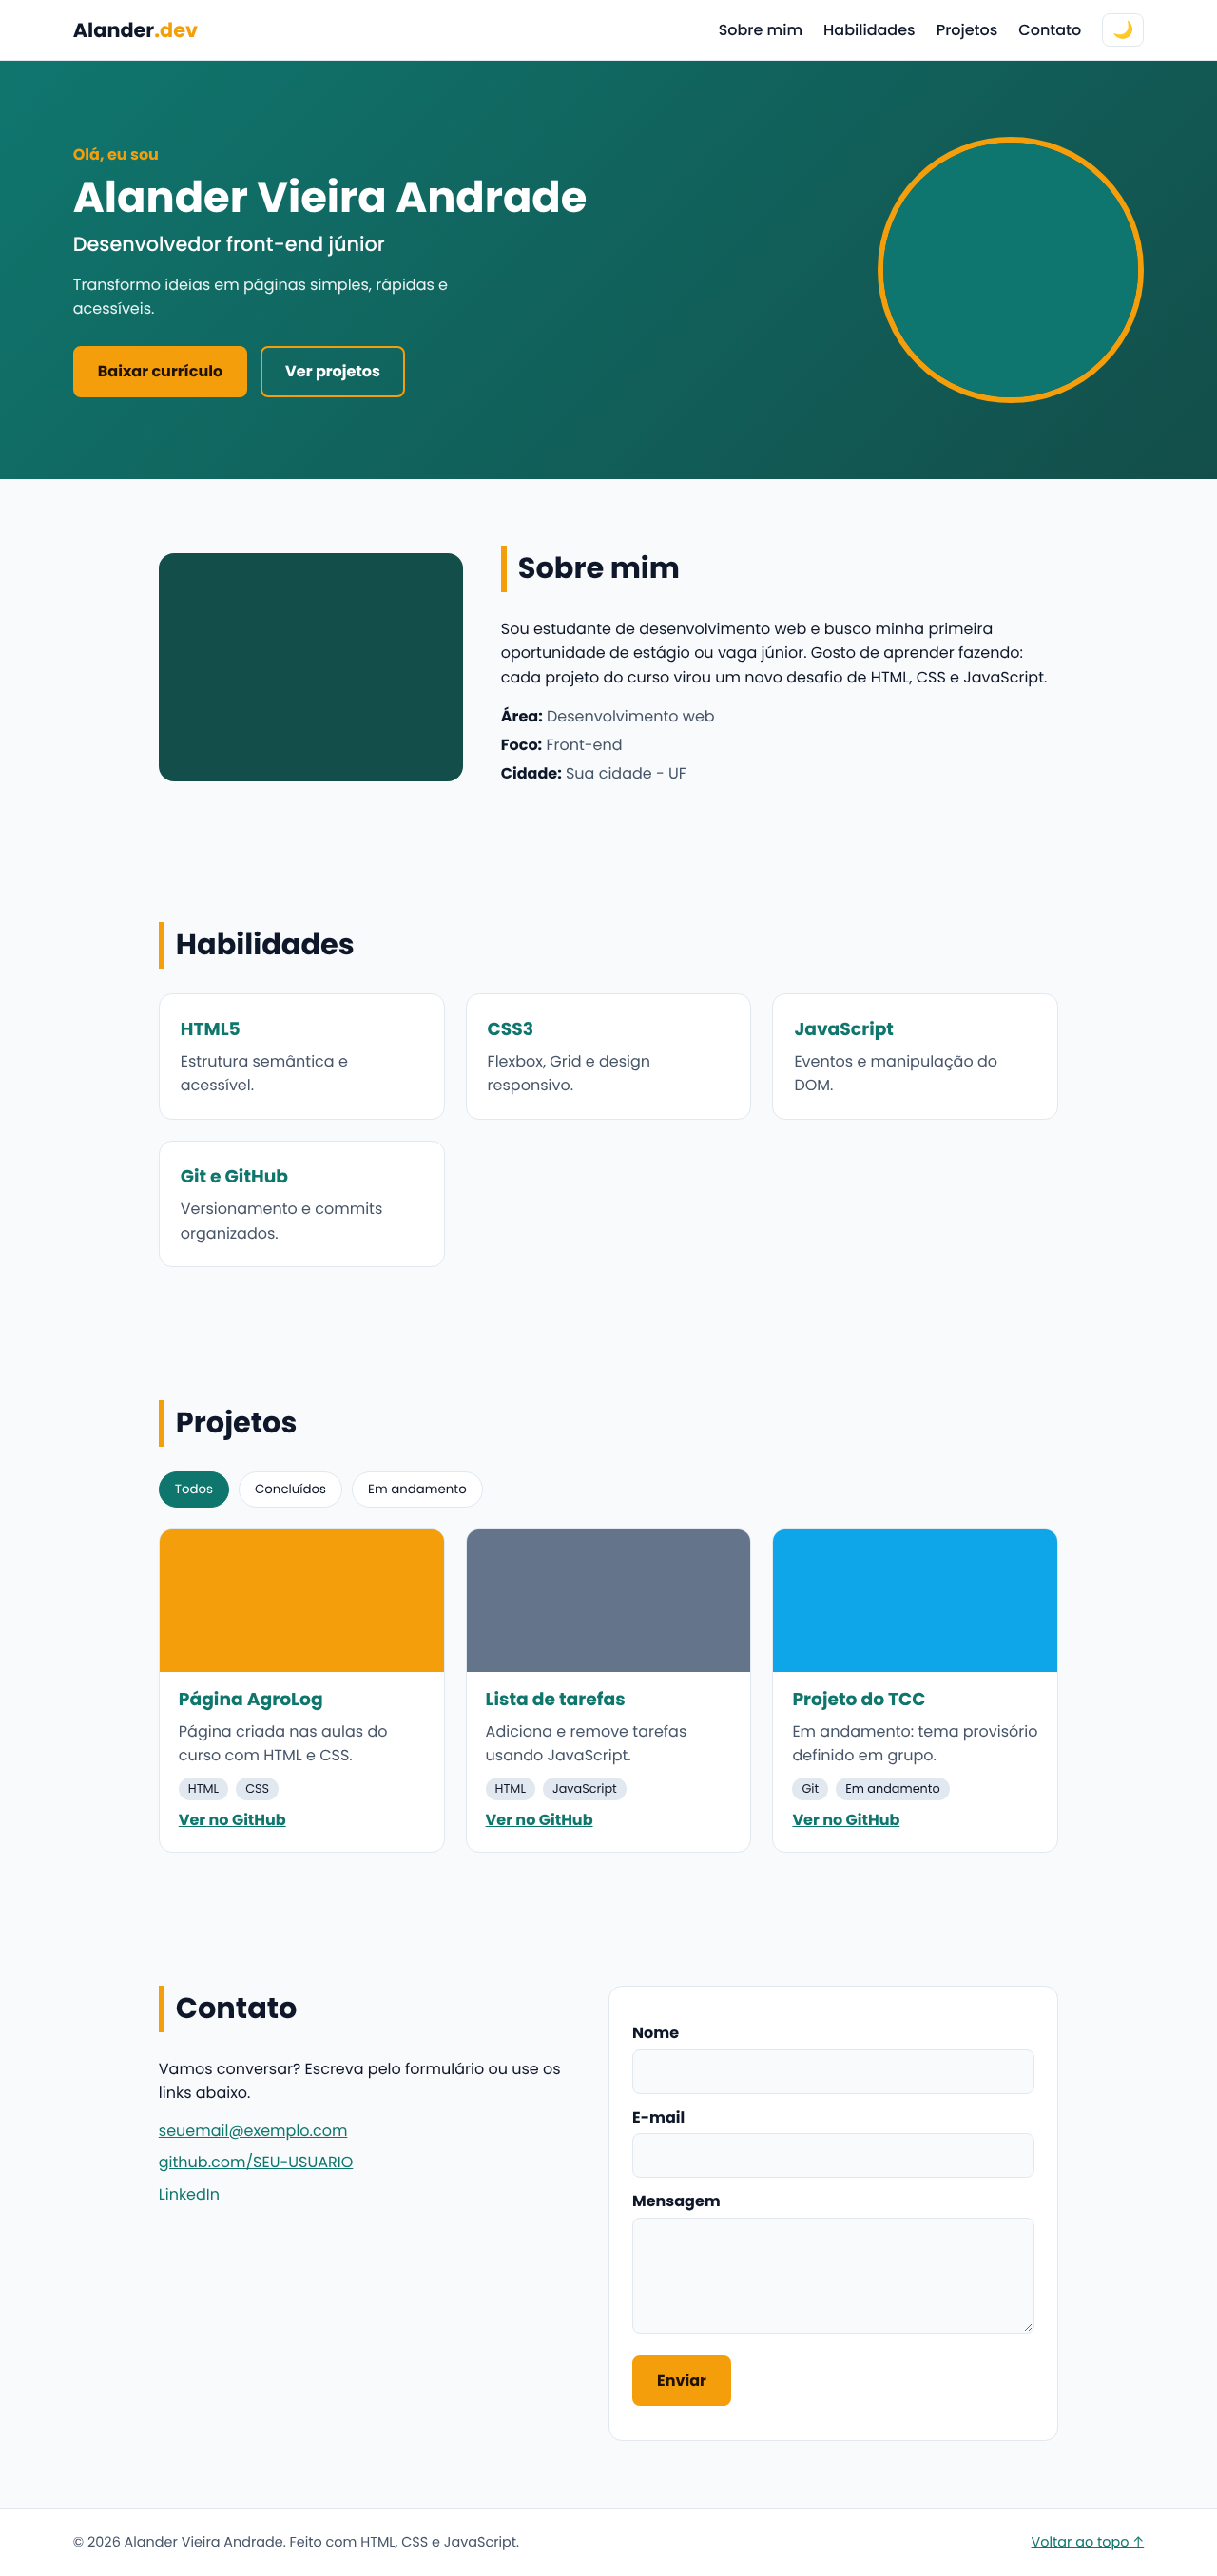 Alander.dev
Sobre mim
Habilidades
Projetos
Contato
Olá, eu sou
Alander Vieira Andrade
Desenvolvedor front-end júnior
Transformo ideias em páginas simples, rápidas e
acessíveis.
Baixar currículo
Ver projetos
Sobre mim
Sou estudante de desenvolvimento web e busco minha primeira
oportunidade de estágio ou vaga júnior. Gosto de aprender fazendo:
cada projeto do curso virou um novo desafio de HTML, CSS e JavaScript.
Área: Desenvolvimento web
Foco: Front-end
Cidade: Sua cidade - UF
Habilidades
HTML5
Estrutura semântica e
acessível.
CSS3
Flexbox, Grid e design
responsivo.
JavaScript
Eventos e manipulação do
DOM.
Git e GitHub
Versionamento e commits
organizados.
Projetos
Todos
Concluídos
Em andamento
Página AgroLog
Página criada nas aulas do
curso com HTML e CSS.
HTML
CSS
Ver no GitHub
Lista de tarefas
Adiciona e remove tarefas
usando JavaScript.
HTML
JavaScript
Ver no GitHub
Projeto do TCC
Em andamento: tema provisório
definido em grupo.
Git
Em andamento
Ver no GitHub
Contato
Vamos conversar? Escreva pelo formulário ou use os
links abaixo.
seuemail@exemplo.com
github.com/SEU-USUARIO
LinkedIn
Nome
E-mail
Mensagem
Enviar
© 2026 Alander Vieira Andrade. Feito com HTML, CSS e JavaScript.
Voltar ao topo ↑